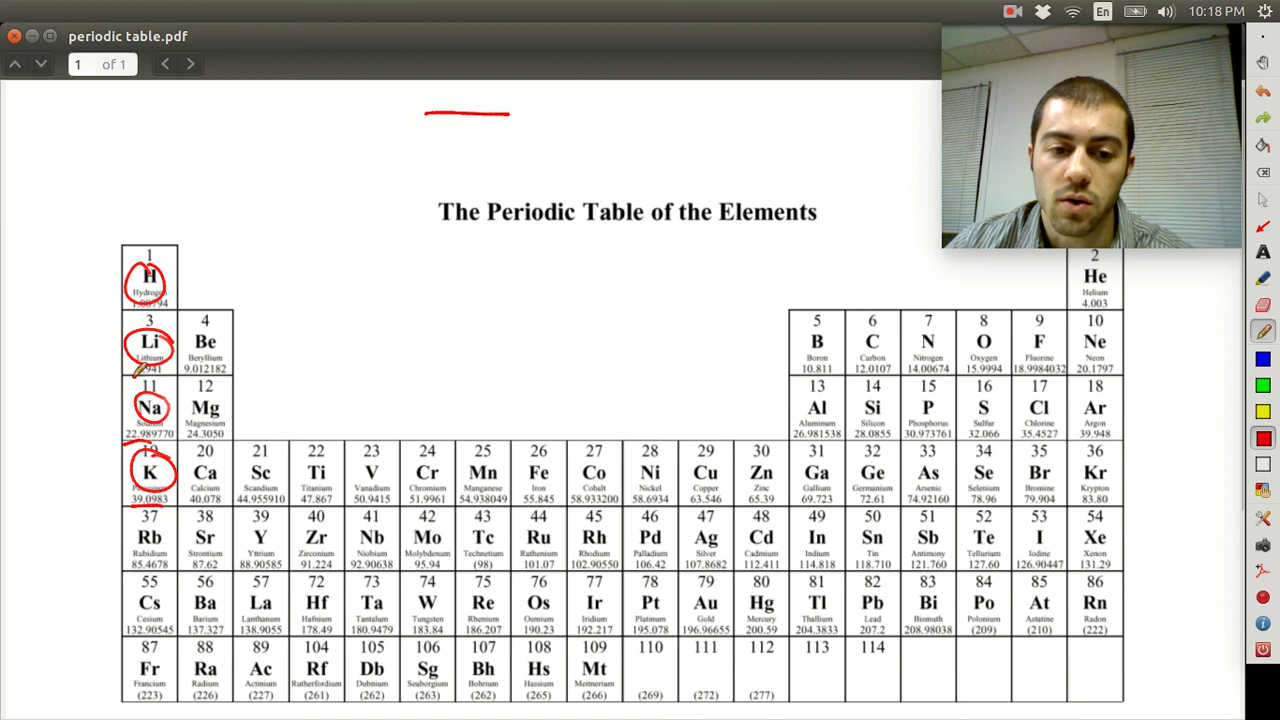 En 10:18 PM
periodic table.pdf
1 of 1
The Periodic Table of the Elements
1 2
H He
Hydrogen Helium
1.00794 4.003
3 4 5 6 7 8 9 10
Li Be B C N O F Ne
Lithium Beryllium Boron Carbon Nitrogen Oxygen Fluorine Neon
9.012182 10.811 12.0107 14.00674 15.9994 18.9984032 20.1797
11 12 13 14 15 16 17 18
Na Mg Al Si P S Cl Ar
Sodium Magnesium Aluminum Silicon Phosphorus Sulfur Chlorine Argon
22.989770 24.3050 26.981538 28.0855 30.973761 32.066 35.4527 39.948
19 20 21 22 23 24 25 26 27 28 29 30 31 32 33 34 35 36
K Ca Sc Ti V Cr Mn Fe Co Ni Cu Zn Ga Ge As Se Br Kr
Potassium Calcium Scandium Titanium Vanadium Chromium Manganese Iron Cobalt Nickel Copper Zinc Gallium Germanium Arsenic Selenium Bromine Krypton
39.0983 40.078 44.955910 47.867 50.9415 51.9961 54.938049 55.845 58.933200 58.6934 63.546 65.39 69.723 72.61 74.92160 78.96 79.904 83.80
37 38 39 40 41 42 43 44 45 46 47 48 49 50 51 52 53 54
Rb Sr Y Zr Nb Mo Tc Ru Rh Pd Ag Cd In Sn Sb Te I Xe
Rubidium Strontium Yttrium Zirconium Niobium Molybdenum Technetium Ruthenium Rhodium Palladium Silver Cadmium Indium Tin Antimony Tellurium Iodine Xenon
85.4678 87.62 88.90585 91.224 92.90638 95.94 (98) 101.07 102.90550 106.42 107.8682 112.411 114.818 118.710 121.760 127.60 126.90447 131.29
55 56 57 72 73 74 75 76 77 78 79 80 81 82 83 84 85 86
Cs Ba La Hf Ta W Re Os Ir Pt Au Hg Tl Pb Bi Po At Rn
Cesium Barium Lanthanum Hafnium Tantalum Tungsten Rhenium Osmium Iridium Platinum Gold Mercury Thallium Lead Bismuth Polonium Astatine Radon
132.90545 137.327 138.9055 178.49 180.9479 183.84 186.207 190.23 192.217 195.078 196.96655 200.59 204.3833 207.2 208.98038 (209) (210) (222)
87 88 89 104 105 106 107 108 109 110 111 112 113 114
Fr Ra Ac Rf Db Sg Bh Hs Mt
Francium Radium Actinium Rutherfordium Dubnium Seaborgium Bohrium Hassium Meitnerium
(223) (226) (227) (261) (262) (263) (262) (265) (266) (269) (272) (277)